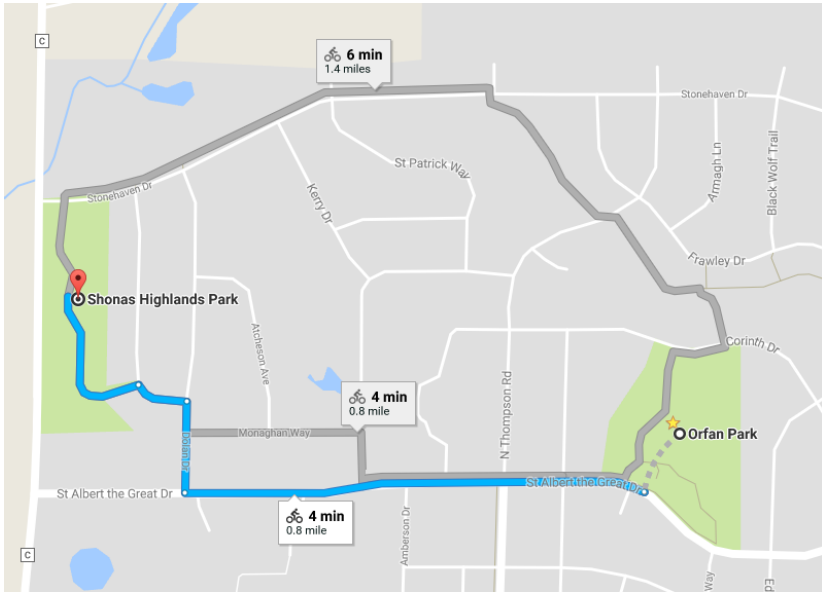 C
6 min
1.4 miles
Stonehaven Dr
Armagh Ln
Black Wolf Trail
St Patrick Way
Stonehaven Dr
Kerry Dr
Frawley Dr
Shonas Highlands Park
Atcheson Ave
Corinth Dr
4 min
0.8 mile
N Thompson Rd
Orfan Park
Monaghan Way
Dolan Dr
St Albert the Great Dr
St Albert the Great Dr
4 min
0.8 mile
Amberson Dr
C
Way
Ed